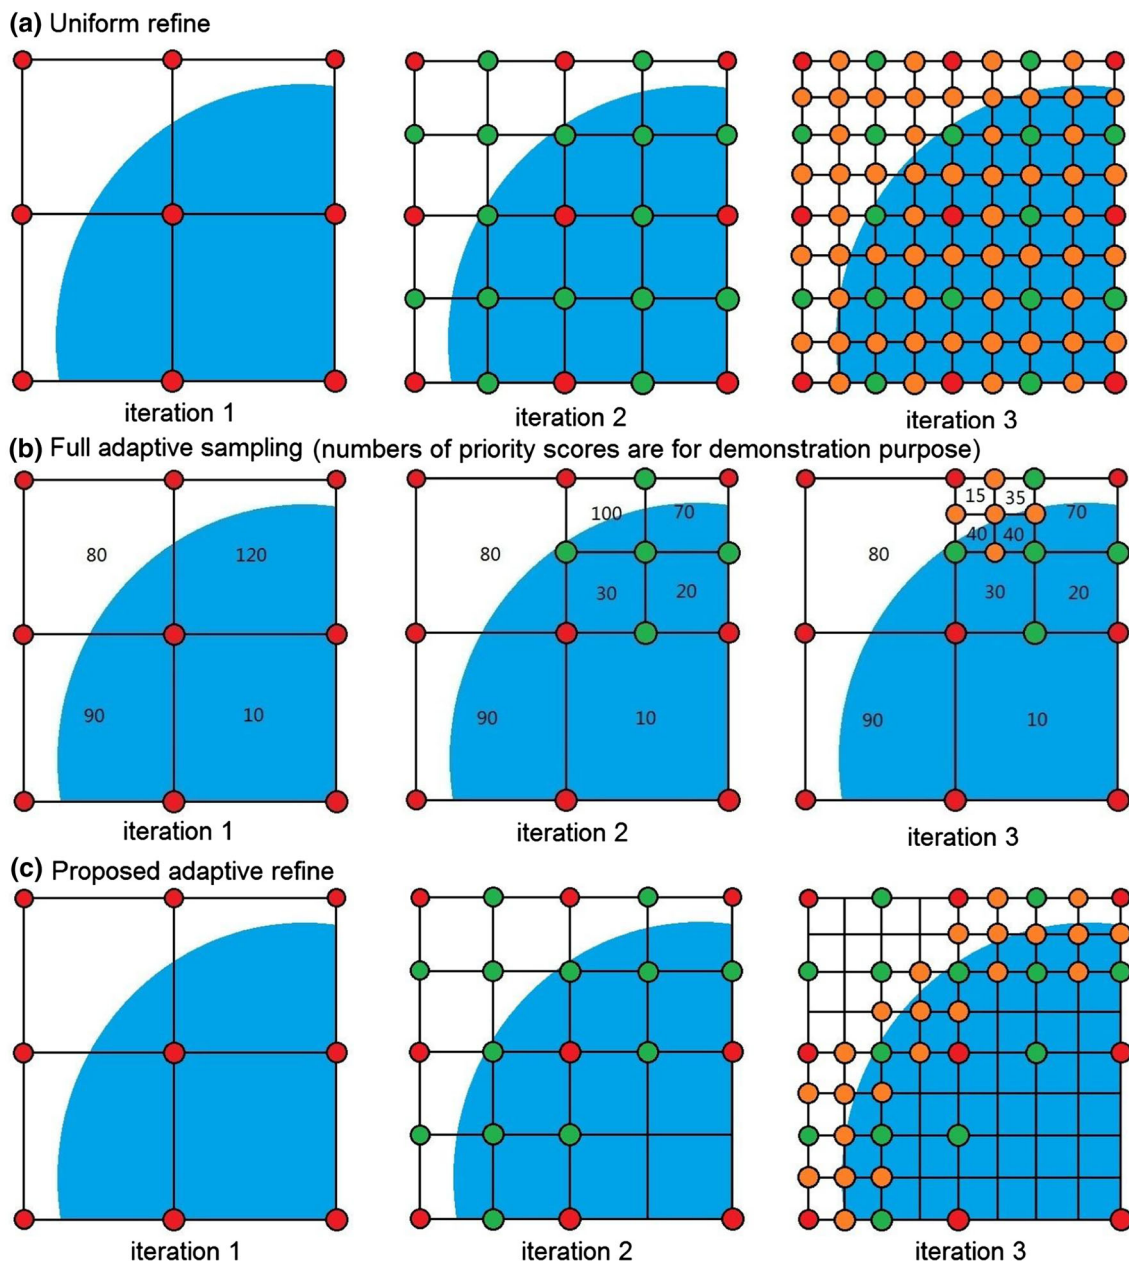 (a) Uniform refine
iteration 1
iteration 2
iteration 3
(b) Full adaptive sampling (numbers of priority scores are for demonstration purpose)
80
120
90
10
iteration 1
100
70
80
30
20
90
10
iteration 2
15
35
70
40
40
80
30
20
90
10
iteration 3
(c) Proposed adaptive refine
iteration 1
iteration 2
iteration 3